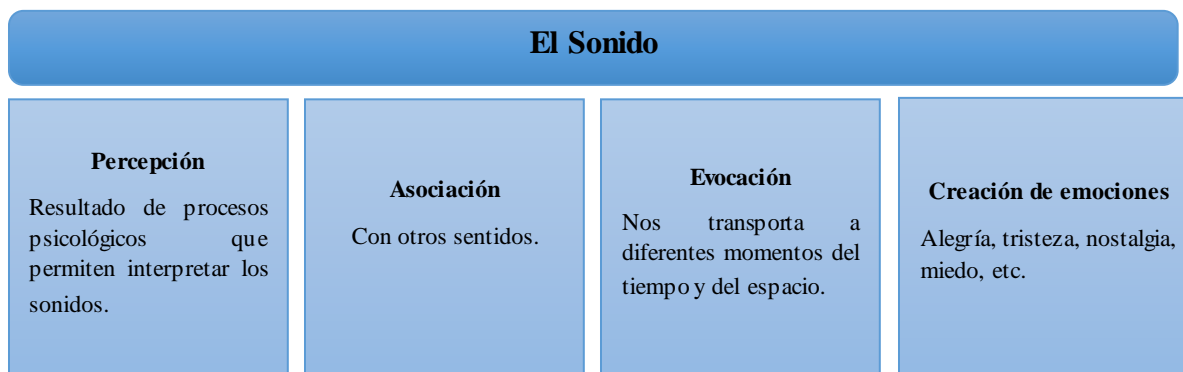 El Sonido
Percepción
Resultado de procesos
psicológicos que
permiten interpretar los
sonidos.
Asociación
Con otros sentidos.
Evocación
Nos transporta a
diferentes momentos del
tiempo y del espacio.
Creación de emociones
Alegría, tristeza, nostalgia,
miedo, etc.